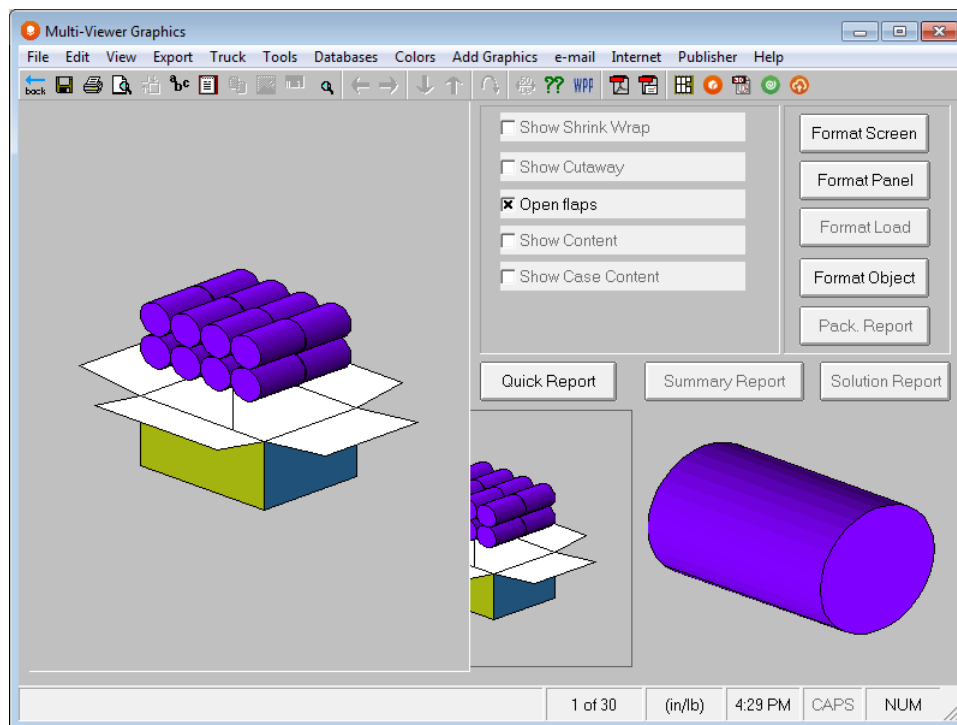 Multi-Viewer Graphics
File Edit View Export Truck Tools Databases Colors Add Graphics e-mail Internet Publisher Help
back abc ?? WPF
Show Shrink Wrap
Show Cutaway
Open flaps
Show Content
Show Case Content
Format Screen
Format Panel
Format Load
Format Object
Pack. Report
Quick Report Summary Report Solution Report
1 of 30 (in/lb) 4:29 PM CAPS NUM